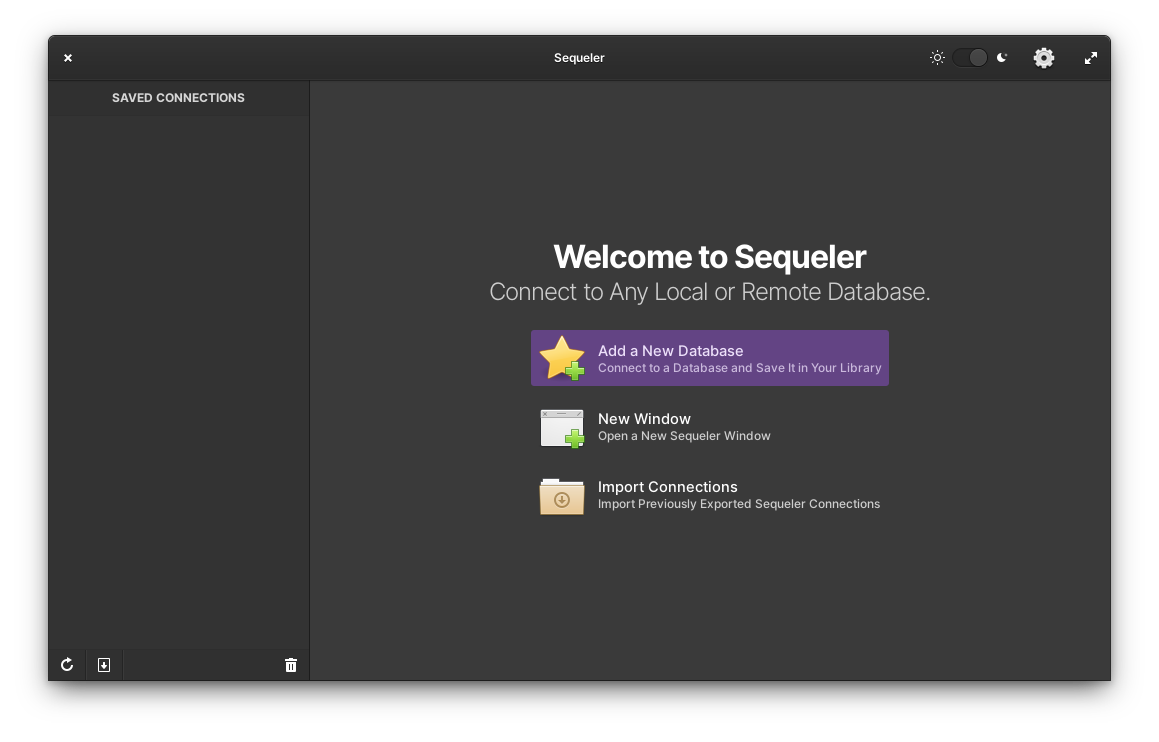 Sequeler
SAVED CONNECTIONS
Welcome to Sequeler
Connect to Any Local or Remote Database.
Add a New Database
Connect to a Database and Save It in Your Library
New Window
Open a New Sequeler Window
Import Connections
Import Previously Exported Sequeler Connections